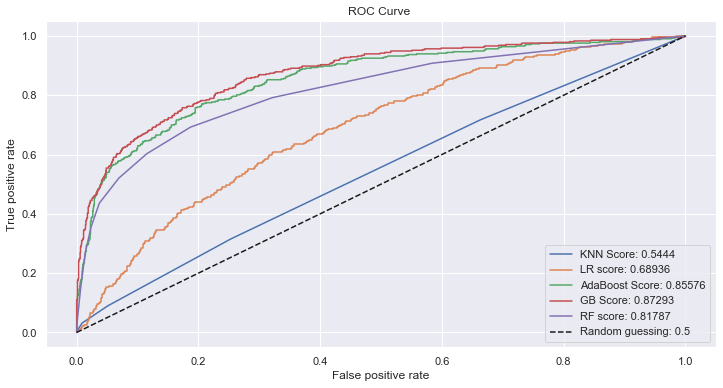 ROC Curve
1.0
0.8
0.6
0.4
0.2
0.0
True positive rate
0.0 0.2 0.4 0.6 0.8 1.0
False positive rate
KNN Score: 0.5444
LR score: 0.68936
AdaBoost Score: 0.85576
GB Score: 0.87293
RF score: 0.81787
Random guessing: 0.5